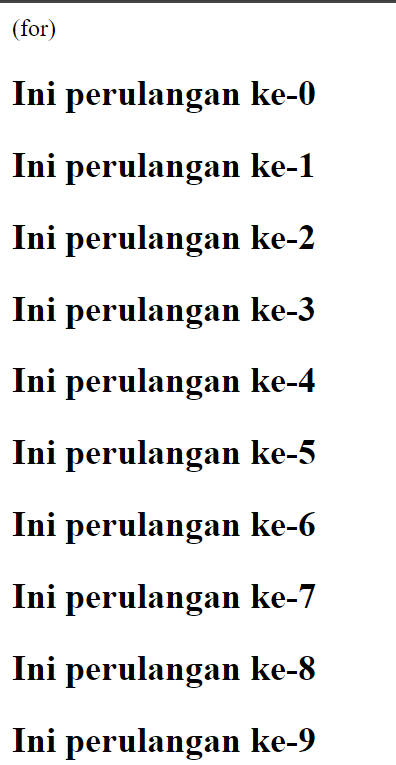 (for)
Ini perulangan ke-0
Ini perulangan ke-1
Ini perulangan ke-2
Ini perulangan ke-3
Ini perulangan ke-4
Ini perulangan ke-5
Ini perulangan ke-6
Ini perulangan ke-7
Ini perulangan ke-8
Ini perulangan ke-9